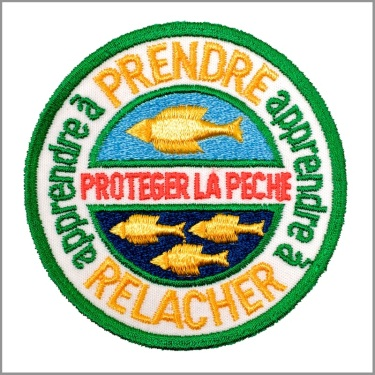 apprendre à PRENDRE
PROTEGER LA PECHE
apprendre à RELACHER